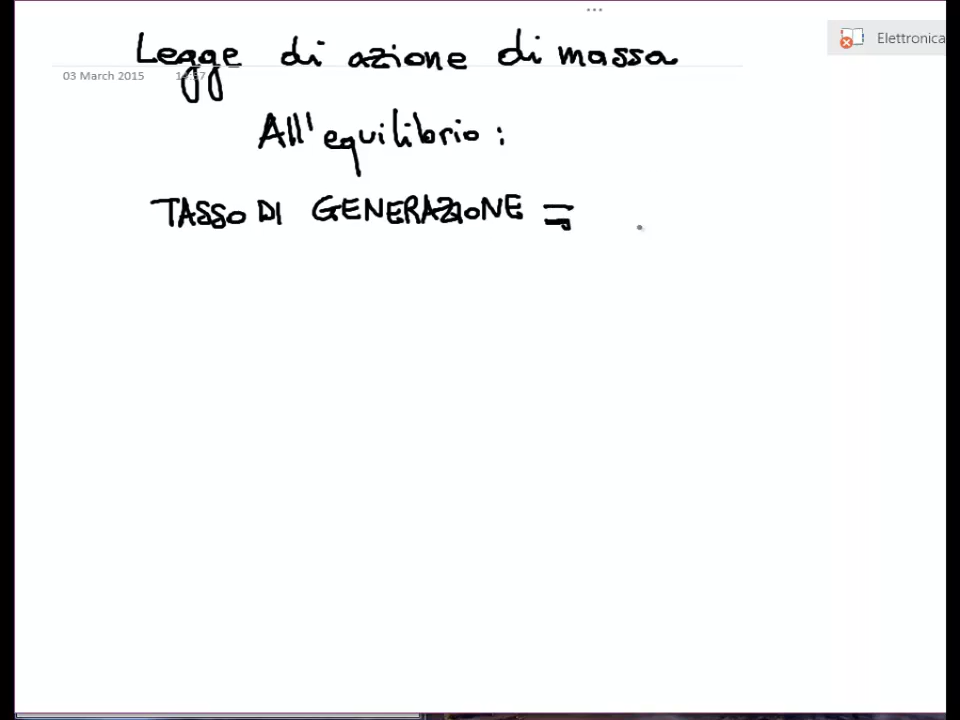 ...
Elettronica
Legge di azione di massa
03 March 2015
All'equilibrio:
TASSO DI GENERAZIONE =